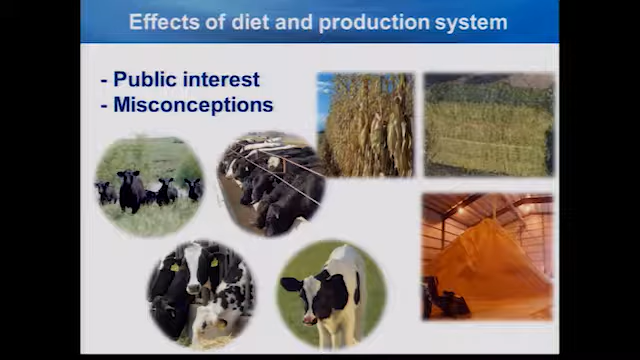 Effects of diet and production system
- Public interest
- Misconceptions